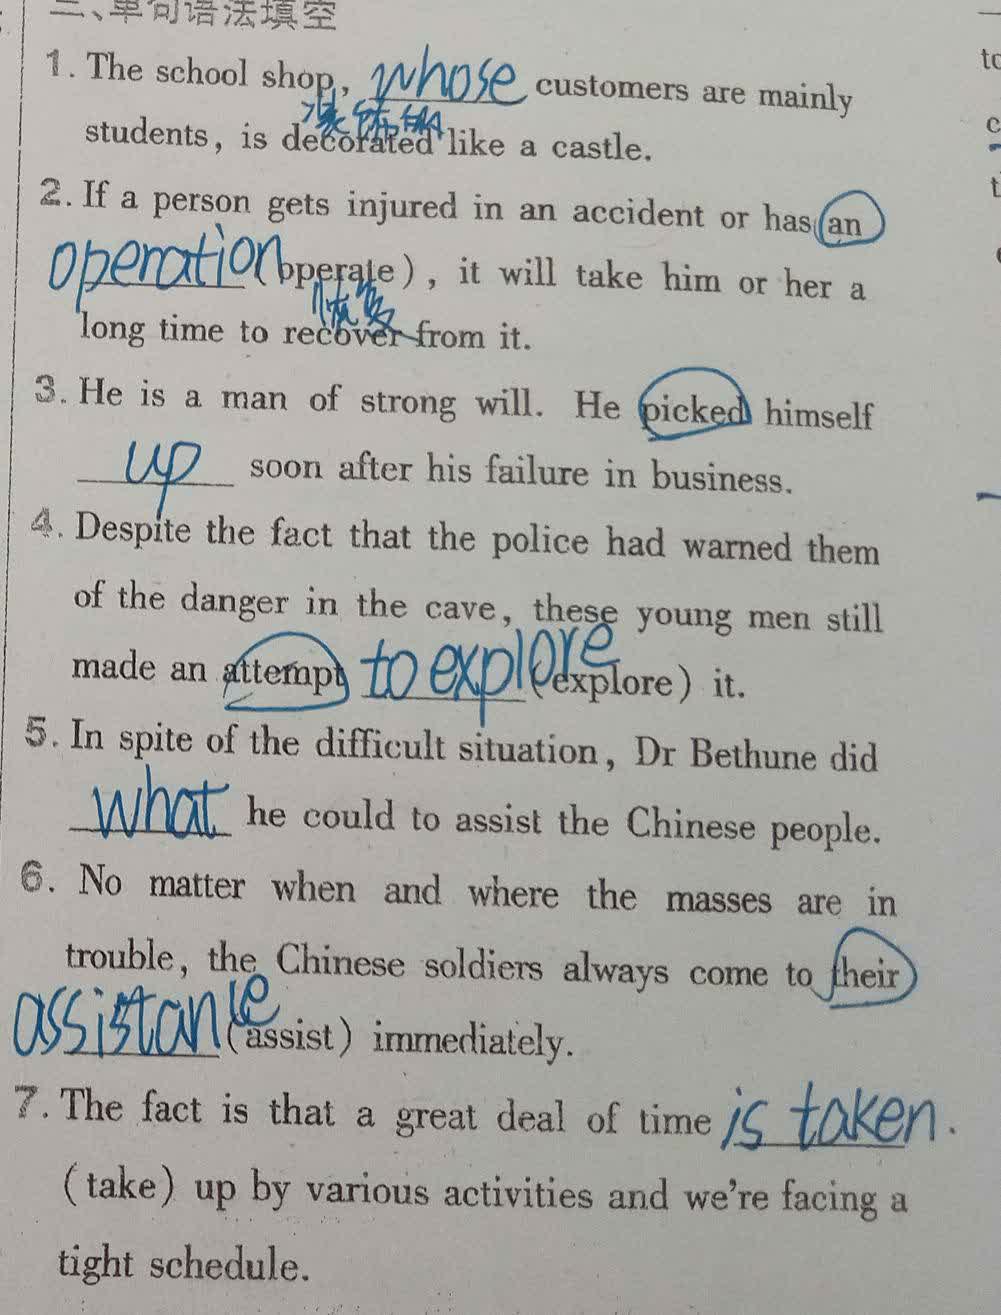 二、单句语法填空
1. The school shop, whose customers are mainly
装饰
students, is decorated like a castle.
2. If a person gets injured in an accident or has an
operation (operate), it will take him or her a
恢复
long time to recover from it.
3. He is a man of strong will. He picked himself
up soon after his failure in business.
4. Despite the fact that the police had warned them
of the danger in the cave, these young men still
made an attempt to explore (explore) it.
5. In spite of the difficult situation, Dr Bethune did
what he could to assist the Chinese people.
6. No matter when and where the masses are in
trouble, the Chinese soldiers always come to their
assistance (assist) immediately.
7. The fact is that a great deal of time is taken.
(take) up by various activities and we're facing a
tight schedule.